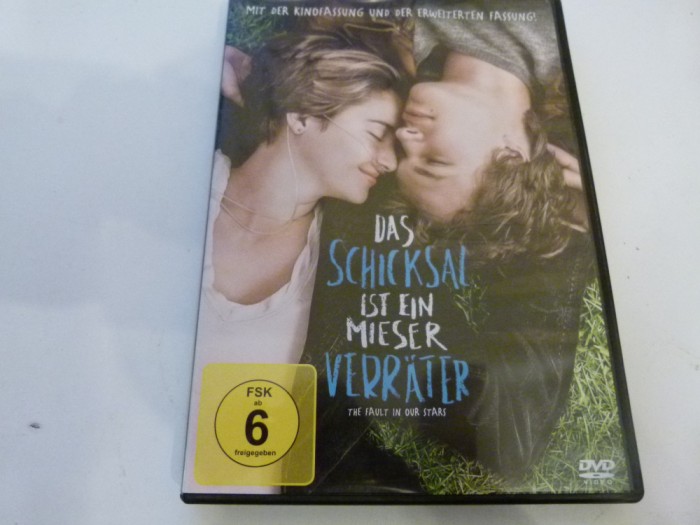 MIT DER KINOFASSUNG UND DER ERWEITERTEN FASSUNG!
DAS
SCHICKSAL
IST EIN
MIESER
VERRÄTER
THE FAULT IN OUR STARS
FSK
ab
6
freigegeben
DVD
VIDEO